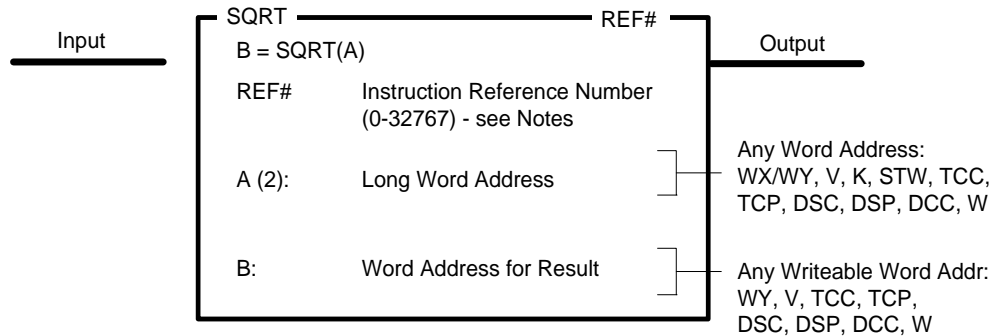 SQRT REF#
Input
B = SQRT(A)
Output
REF# Instruction Reference Number
(0-32767) - see Notes
A (2): Long Word Address
Any Word Address:
WX/WY, V, K, STW, TCC,
TCP, DSC, DSP, DCC, W
B: Word Address for Result
Any Writeable Word Addr:
WY, V, TCC, TCP,
DSC, DSP, DCC, W